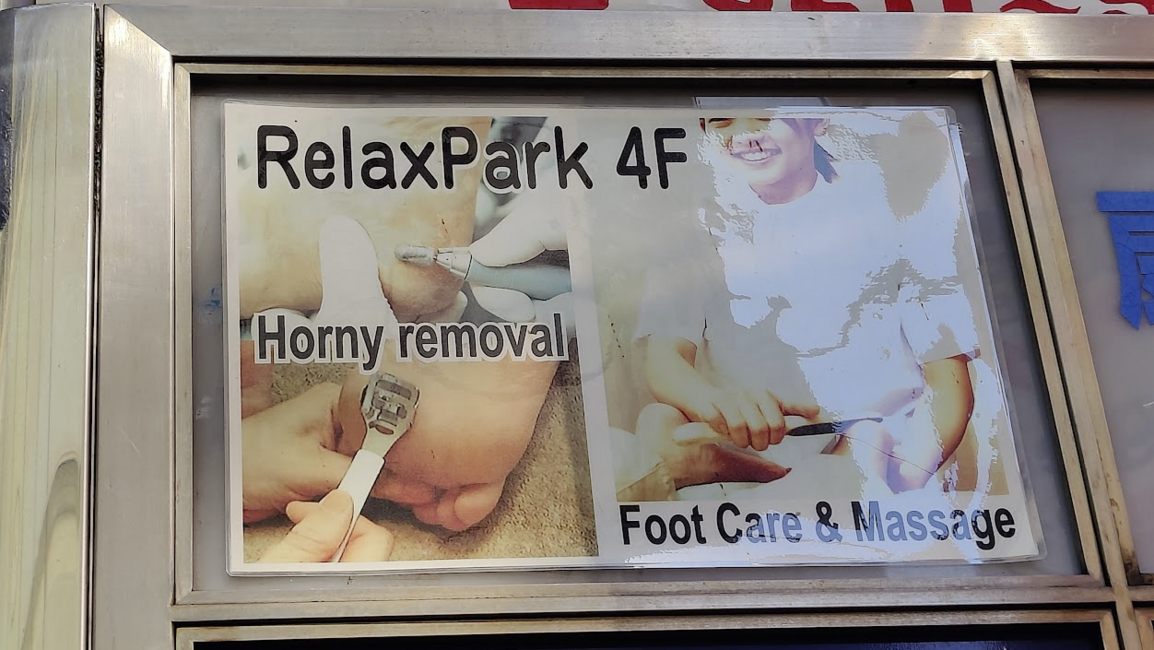 RelaxPark 4F
Horny removal
Foot Care & Massage